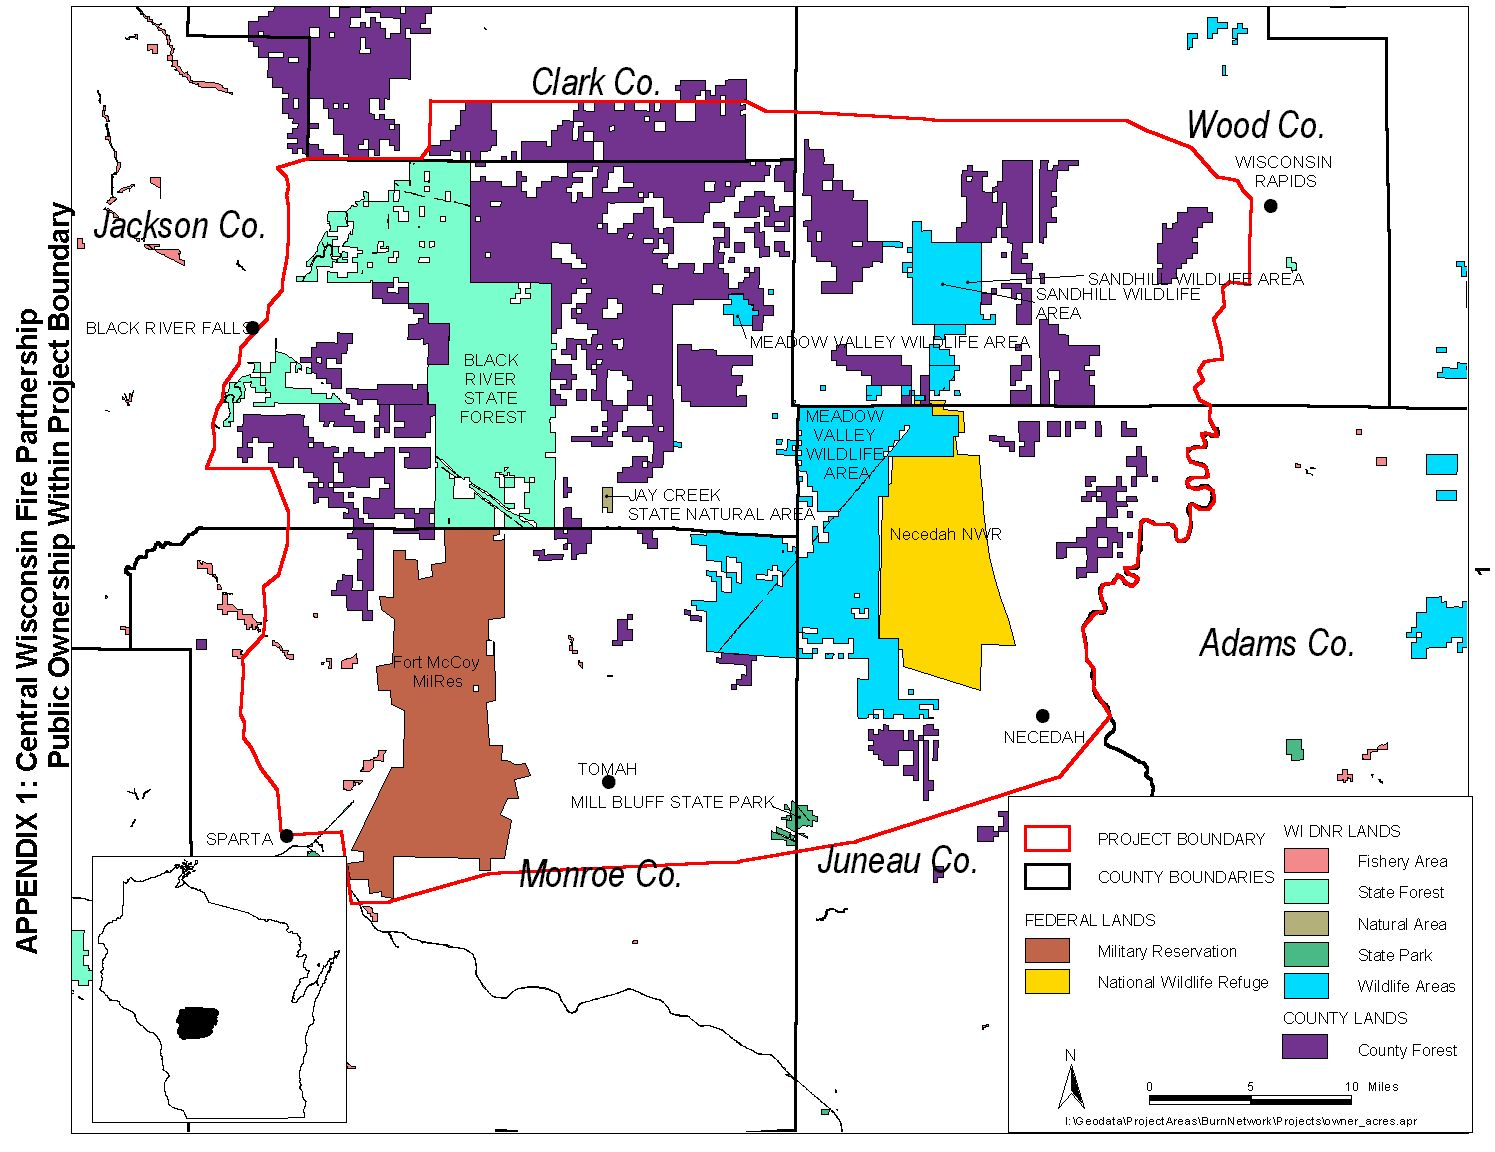 APPENDIX 1: Central Wisconsin Fire Partnership
Public Ownership Within Project Boundary
Clark Co.
Wood Co.
WISCONSIN
RAPIDS
Jackson Co.
SANDHILL WILDLIFE AREA
SANDHILL WILDLIFE
AREA
BLACK RIVER FALLS
MEADOW VALLEY WILDLIFE AREA
BLACK
RIVER
STATE
FOREST
MEADOW
VALLEY
WILDLIFE
AREA
JAY CREEK
STATE NATURAL AREA
Necedah NWR
1
Adams Co.
Fort McCoy
MilRes
NECEDAH
TOMAH
MILL BLUFF STATE PARK
SPARTA
Monroe Co.
Juneau Co.
PROJECT BOUNDARY
COUNTY BOUNDARIES
FEDERAL LANDS
Military Reservation
National Wildlife Refuge
WI DNR LANDS
Fishery Area
State Forest
Natural Area
State Park
Wildlife Areas
COUNTY LANDS
County Forest
N
0 5 10 Miles
I:\Geodata\ProjectAreas\BurnNetwork\Projects\owner_acres.apr